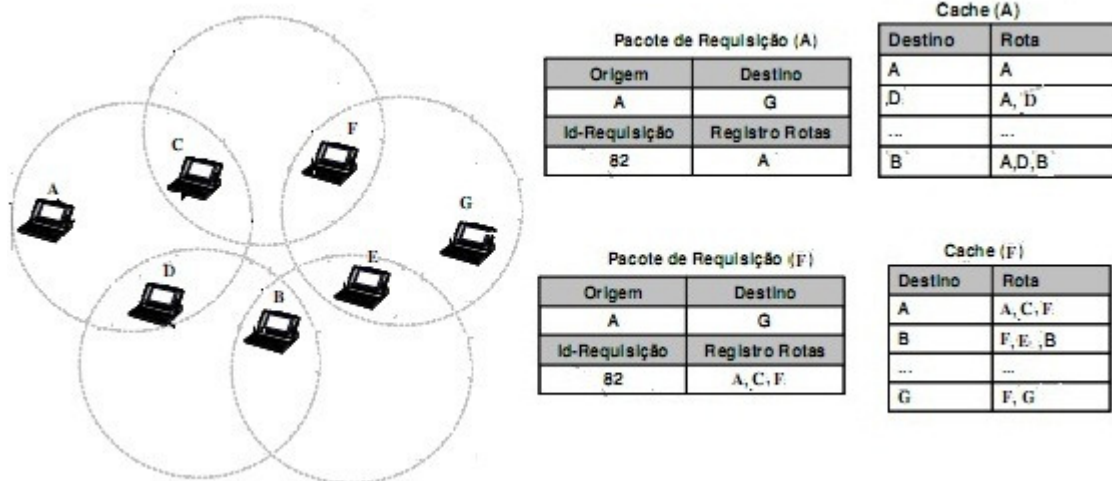 C
F
A
G
D
E
B
Pacote de Requisição (A)
Origem Destino
A G
Id-Requisição Registro Rotas
82 A
Cache (A)
Destino Rota
A A
D A, D
... ...
B A,D,B
Pacote de Requisição (F)
Origem Destino
A G
Id-Requisição Registro Rotas
82 A, C, F
Cache (F)
Destino Rota
A A, C, F
B F, E, B
... ...
G F, G